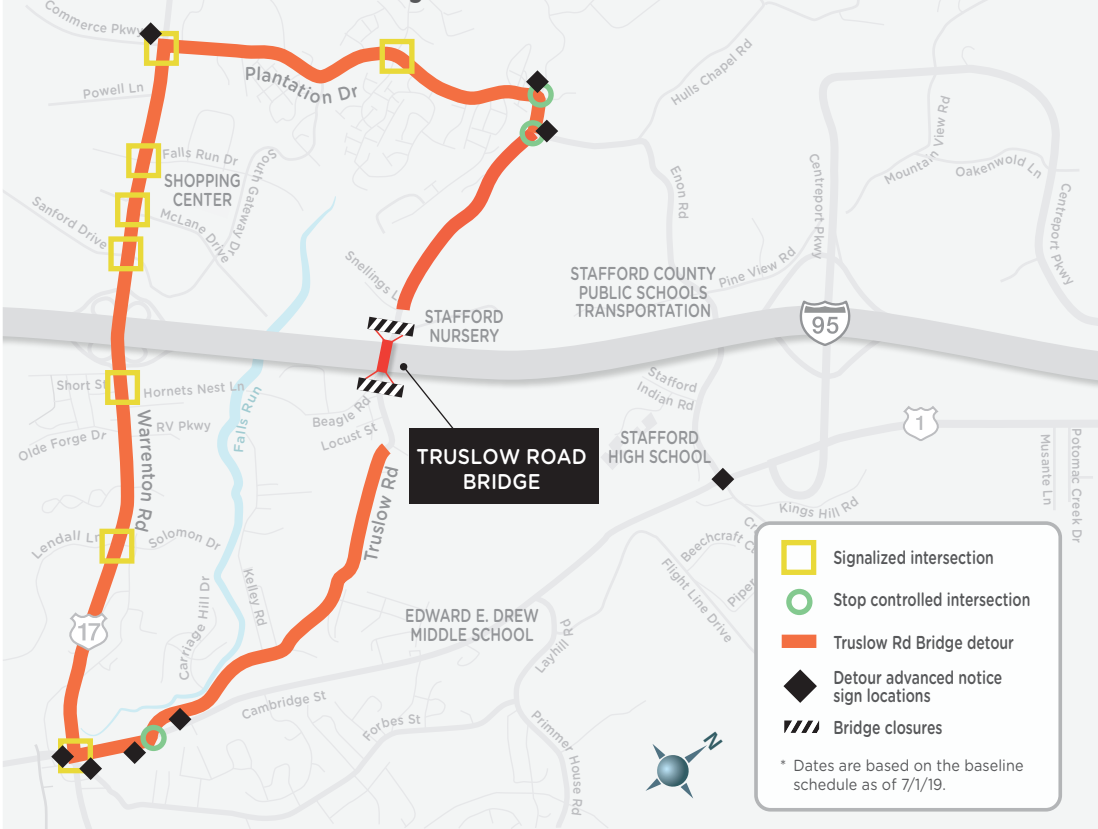 Commerce Pkwy
Plantation Dr
Powell Ln
Falls Run Dr
SHOPPING
CENTER
South Gateway Dr
Sanford Drive
McLane Drive
Hulls Chapel Rd
Mountain View Rd
Oakenwold Ln
Centreport Pkwy
Centreport Pkwy
Enon Rd
Pine View Rd
Snellings L
STAFFORD COUNTY
PUBLIC SCHOOLS
TRANSPORTATION
STAFFORD
NURSERY
95
Short St
Hornets Nest Ln
RV Pkwy
Olde Forge Dr
Warrenton Rd
Falls Run
Beagle Rd
Locust St
Stafford
Indian Rd
1
STAFFORD
HIGH SCHOOL
TRUSLOW ROAD
BRIDGE
Musante Ln
Potomac Creek Dr
Truslow Rd
Kings Hill Rd
Lendall Ln
Solomon Dr
Carriage Hill Dr
Kelley Rd
Beechcraft C
Flight Line Drive
Piper
Cr
17
EDWARD E. DREW
MIDDLE SCHOOL
Layhill Rd
Cambridge St
Forbes St
Primmer House Rd
N
Signalized intersection
Stop controlled intersection
Truslow Rd Bridge detour
Detour advanced notice
sign locations
Bridge closures
* Dates are based on the baseline
schedule as of 7/1/19.